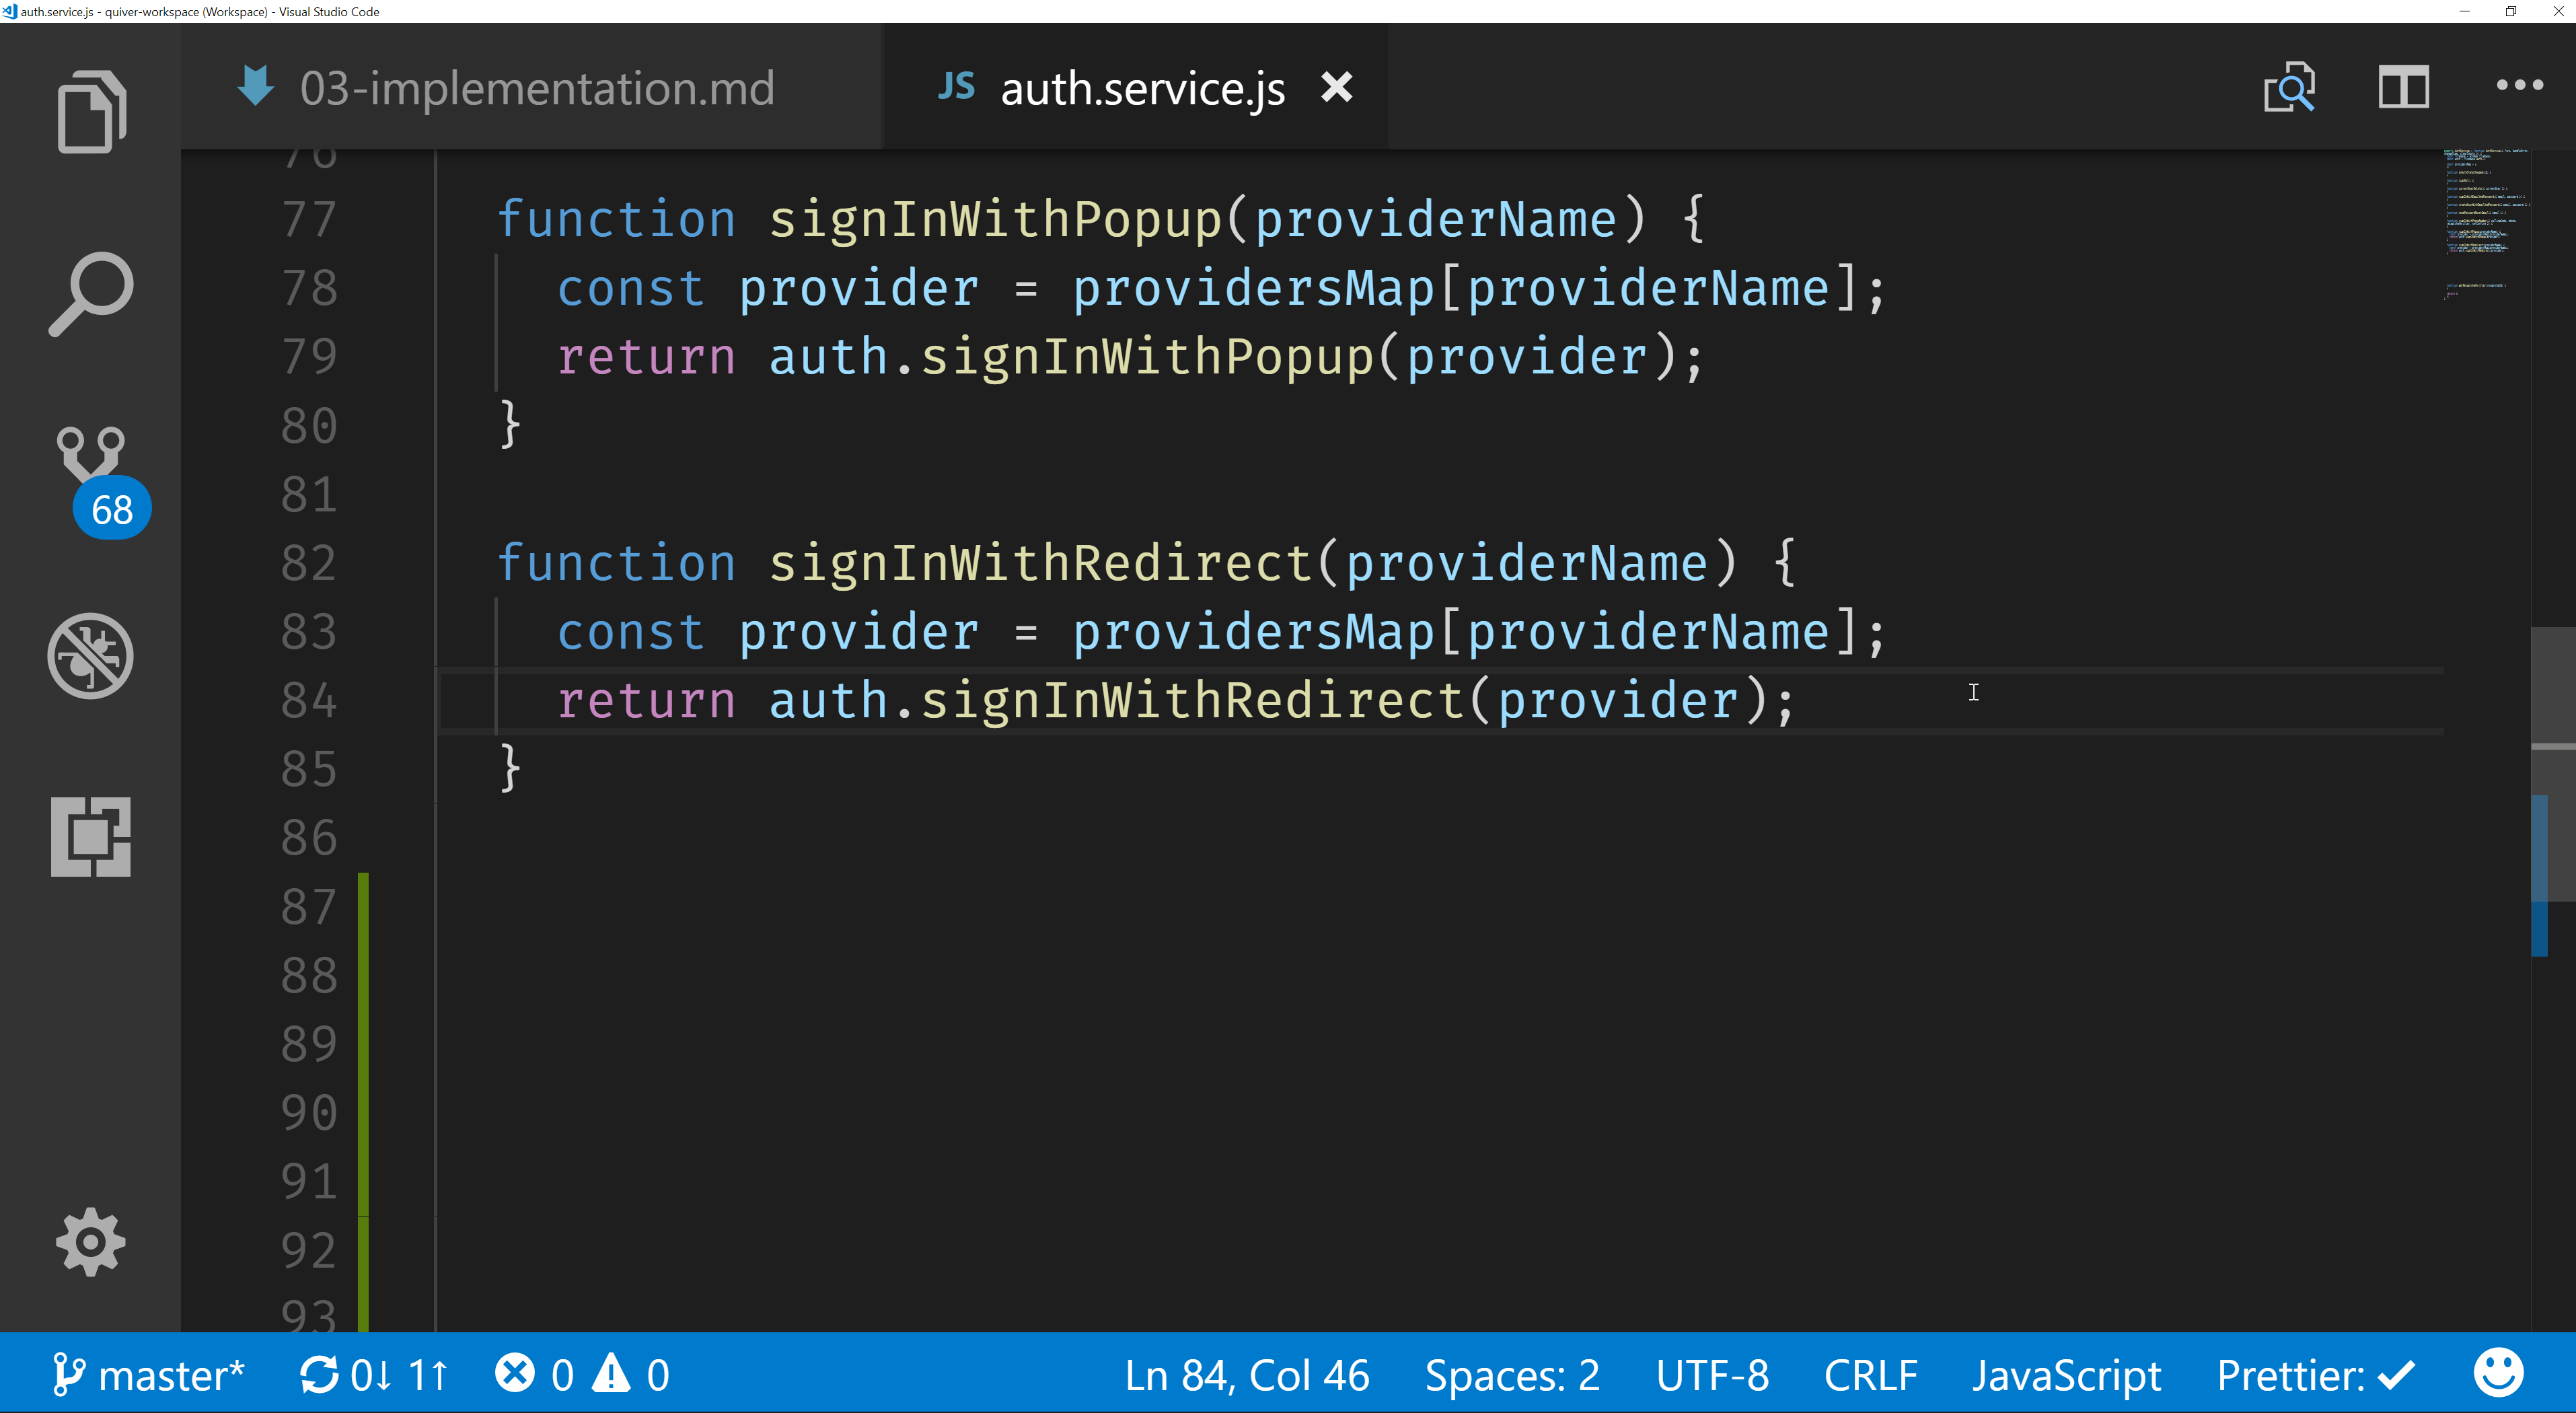 auth.service.js - quiver-workspace (Workspace) - Visual Studio Code
03-implementation.md
JS auth.service.js
76
77 function signInWithPopup(providerName) {
78 const provider = providersMap[providerName];
79 return auth.signInWithPopup(provider);
80 }
81
82 function signInWithRedirect(providerName) {
83 const provider = providersMap[providerName];
84 return auth.signInWithRedirect(provider);
85 }
86
87
88
89
90
91
92
93
68
master* 0↓ 1↑ 0 0 Ln 84, Col 46 Spaces: 2 UTF-8 CRLF JavaScript Prettier: ✓